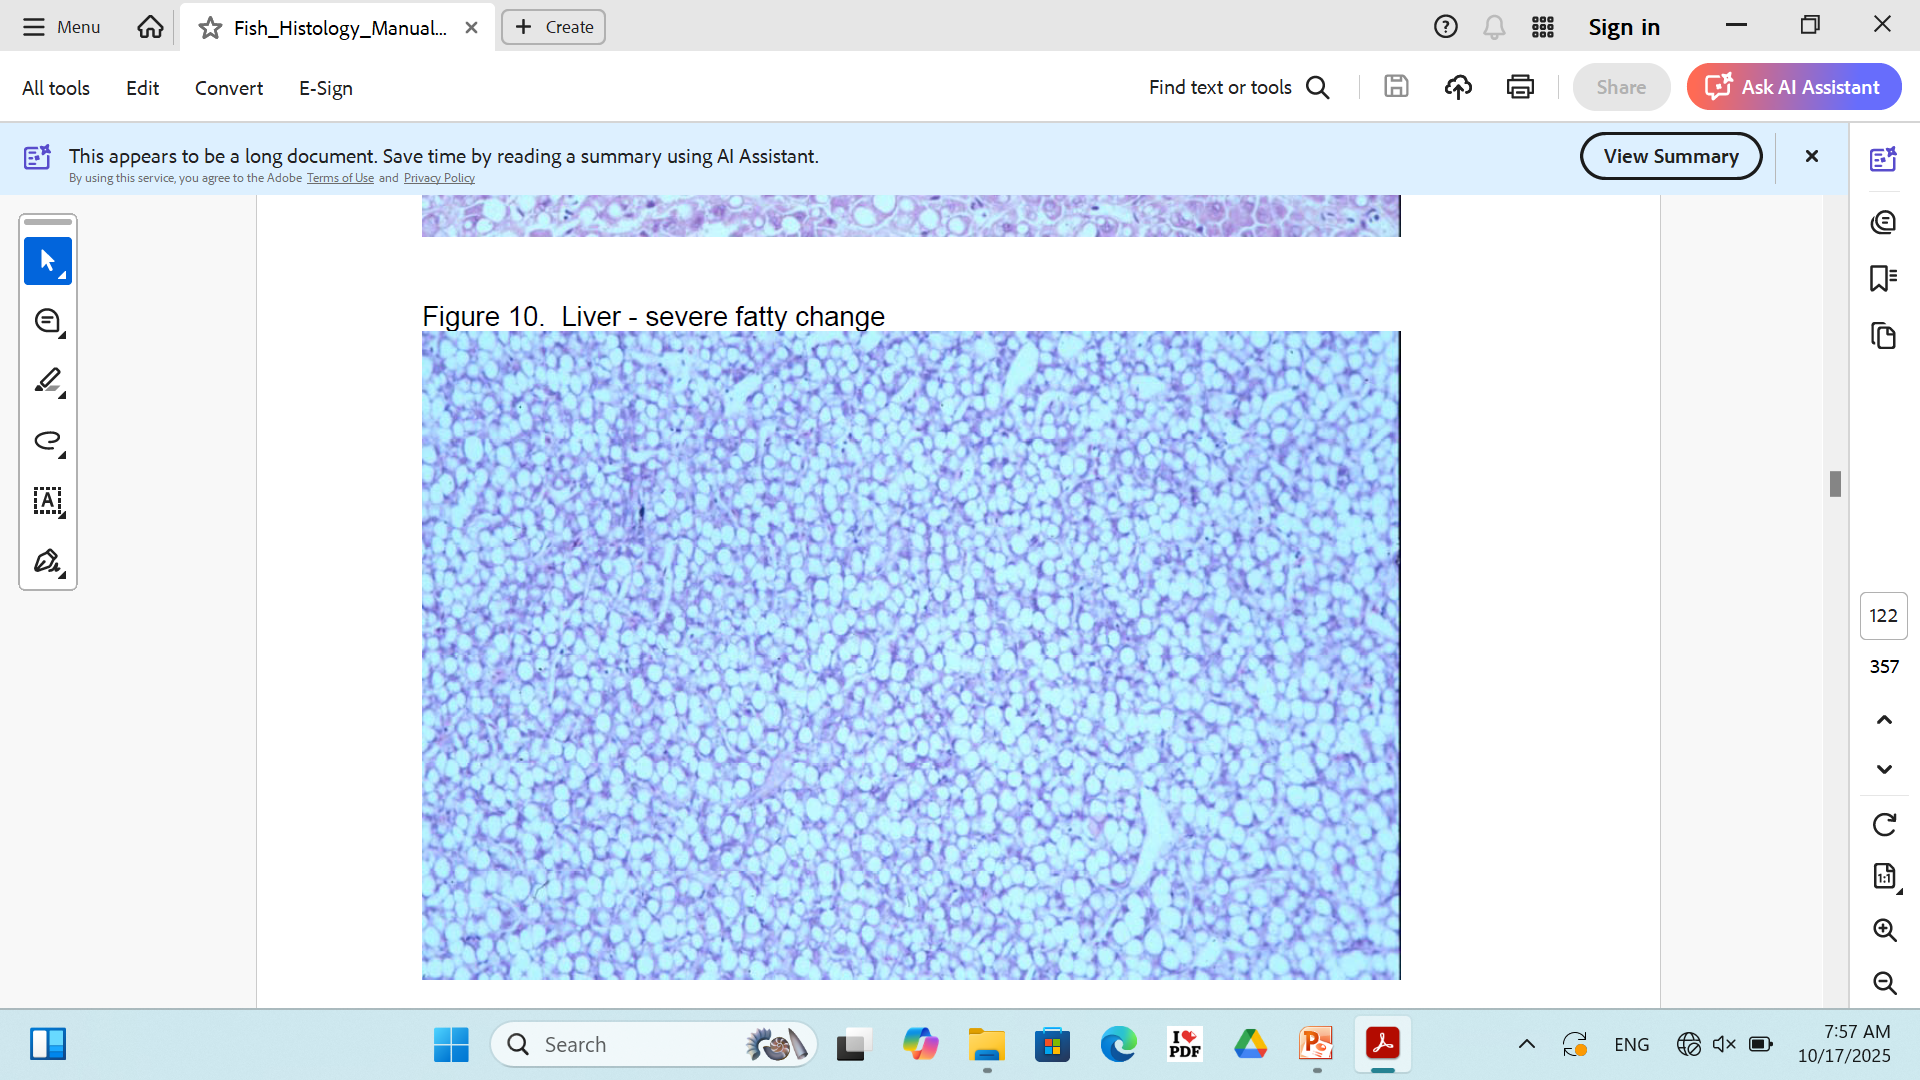 Menu
Fish_Histology_Manual...
Create
Sign in
All tools
Edit
Convert
E-Sign
Find text or tools
Share
Ask AI Assistant
This appears to be a long document. Save time by reading a summary using AI Assistant.
By using this service, you agree to the Adobe Terms of Use and Privacy Policy
View Summary
Figure 10. Liver - severe fatty change
122
357
1:1
Search
I ♥ PDF
ENG
7:57 AM
10/17/2025